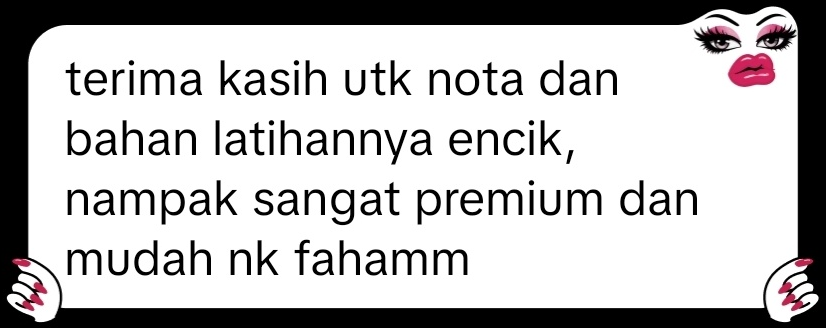 terima kasih utk nota dan
bahan latihannya encik,
nampak sangat premium dan
mudah nk fahamm